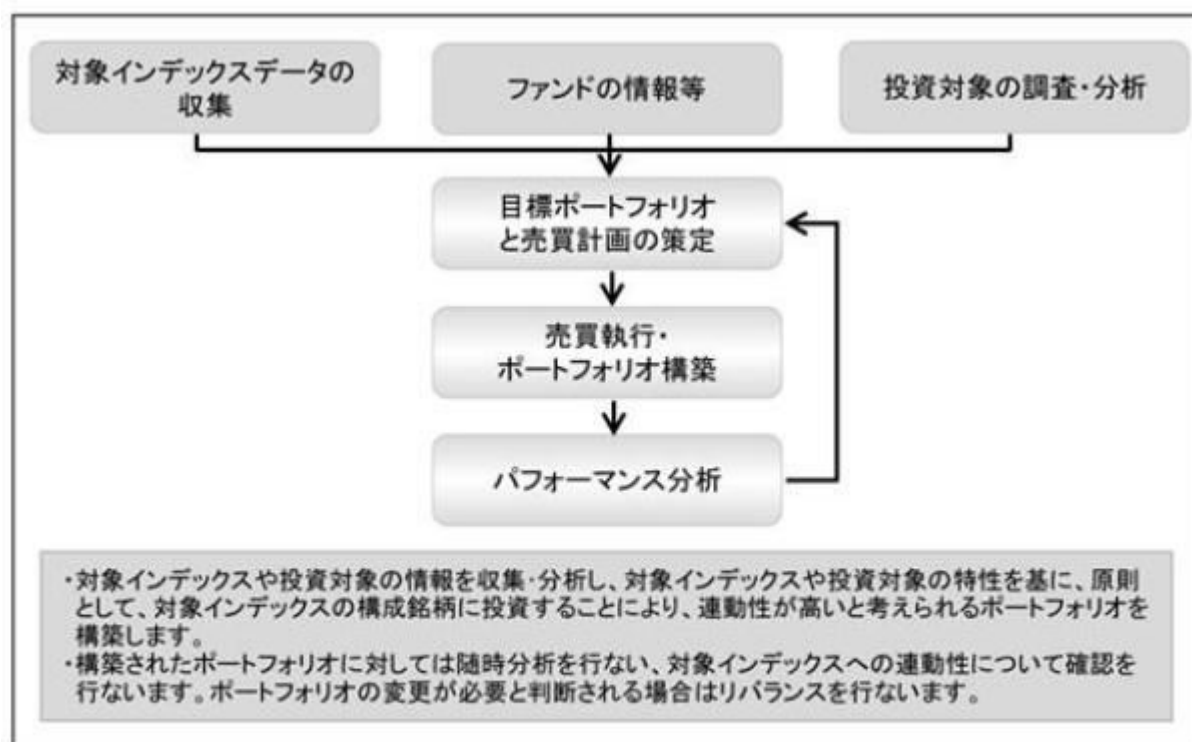 対象インデックスデータの
収集
ファンドの情報等
投資対象の調査・分析
目標ポートフォリオ
と売買計画の策定
売買執行・
ポートフォリオ構築
パフォーマンス分析
・対象インデックスや投資対象の情報を収集・分析し、対象インデックスや投資対象の特性を基に、原則
として、対象インデックスの構成銘柄に投資することにより、連動性が高いと考えられるポートフォリオを
構築します。
・構築されたポートフォリオに対しては随時分析を行ない、対象インデックスへの連動性について確認を
行ないます。ポートフォリオの変更が必要と判断される場合はリバランスを行ないます。